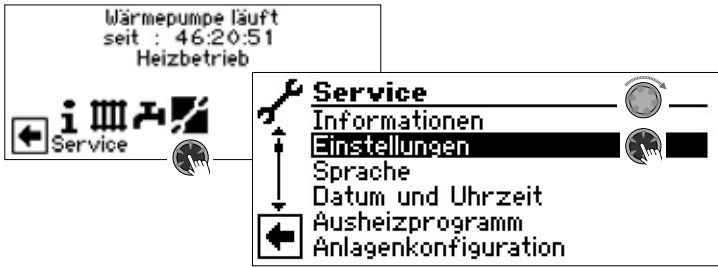 Wärmepumpe läuft
seit : 46:20:51
Heizbetrieb
Service
Service
Informationen
Einstellungen
Sprache
Datum und Uhrzeit
Ausheizprogramm
Anlagenkonfiguration